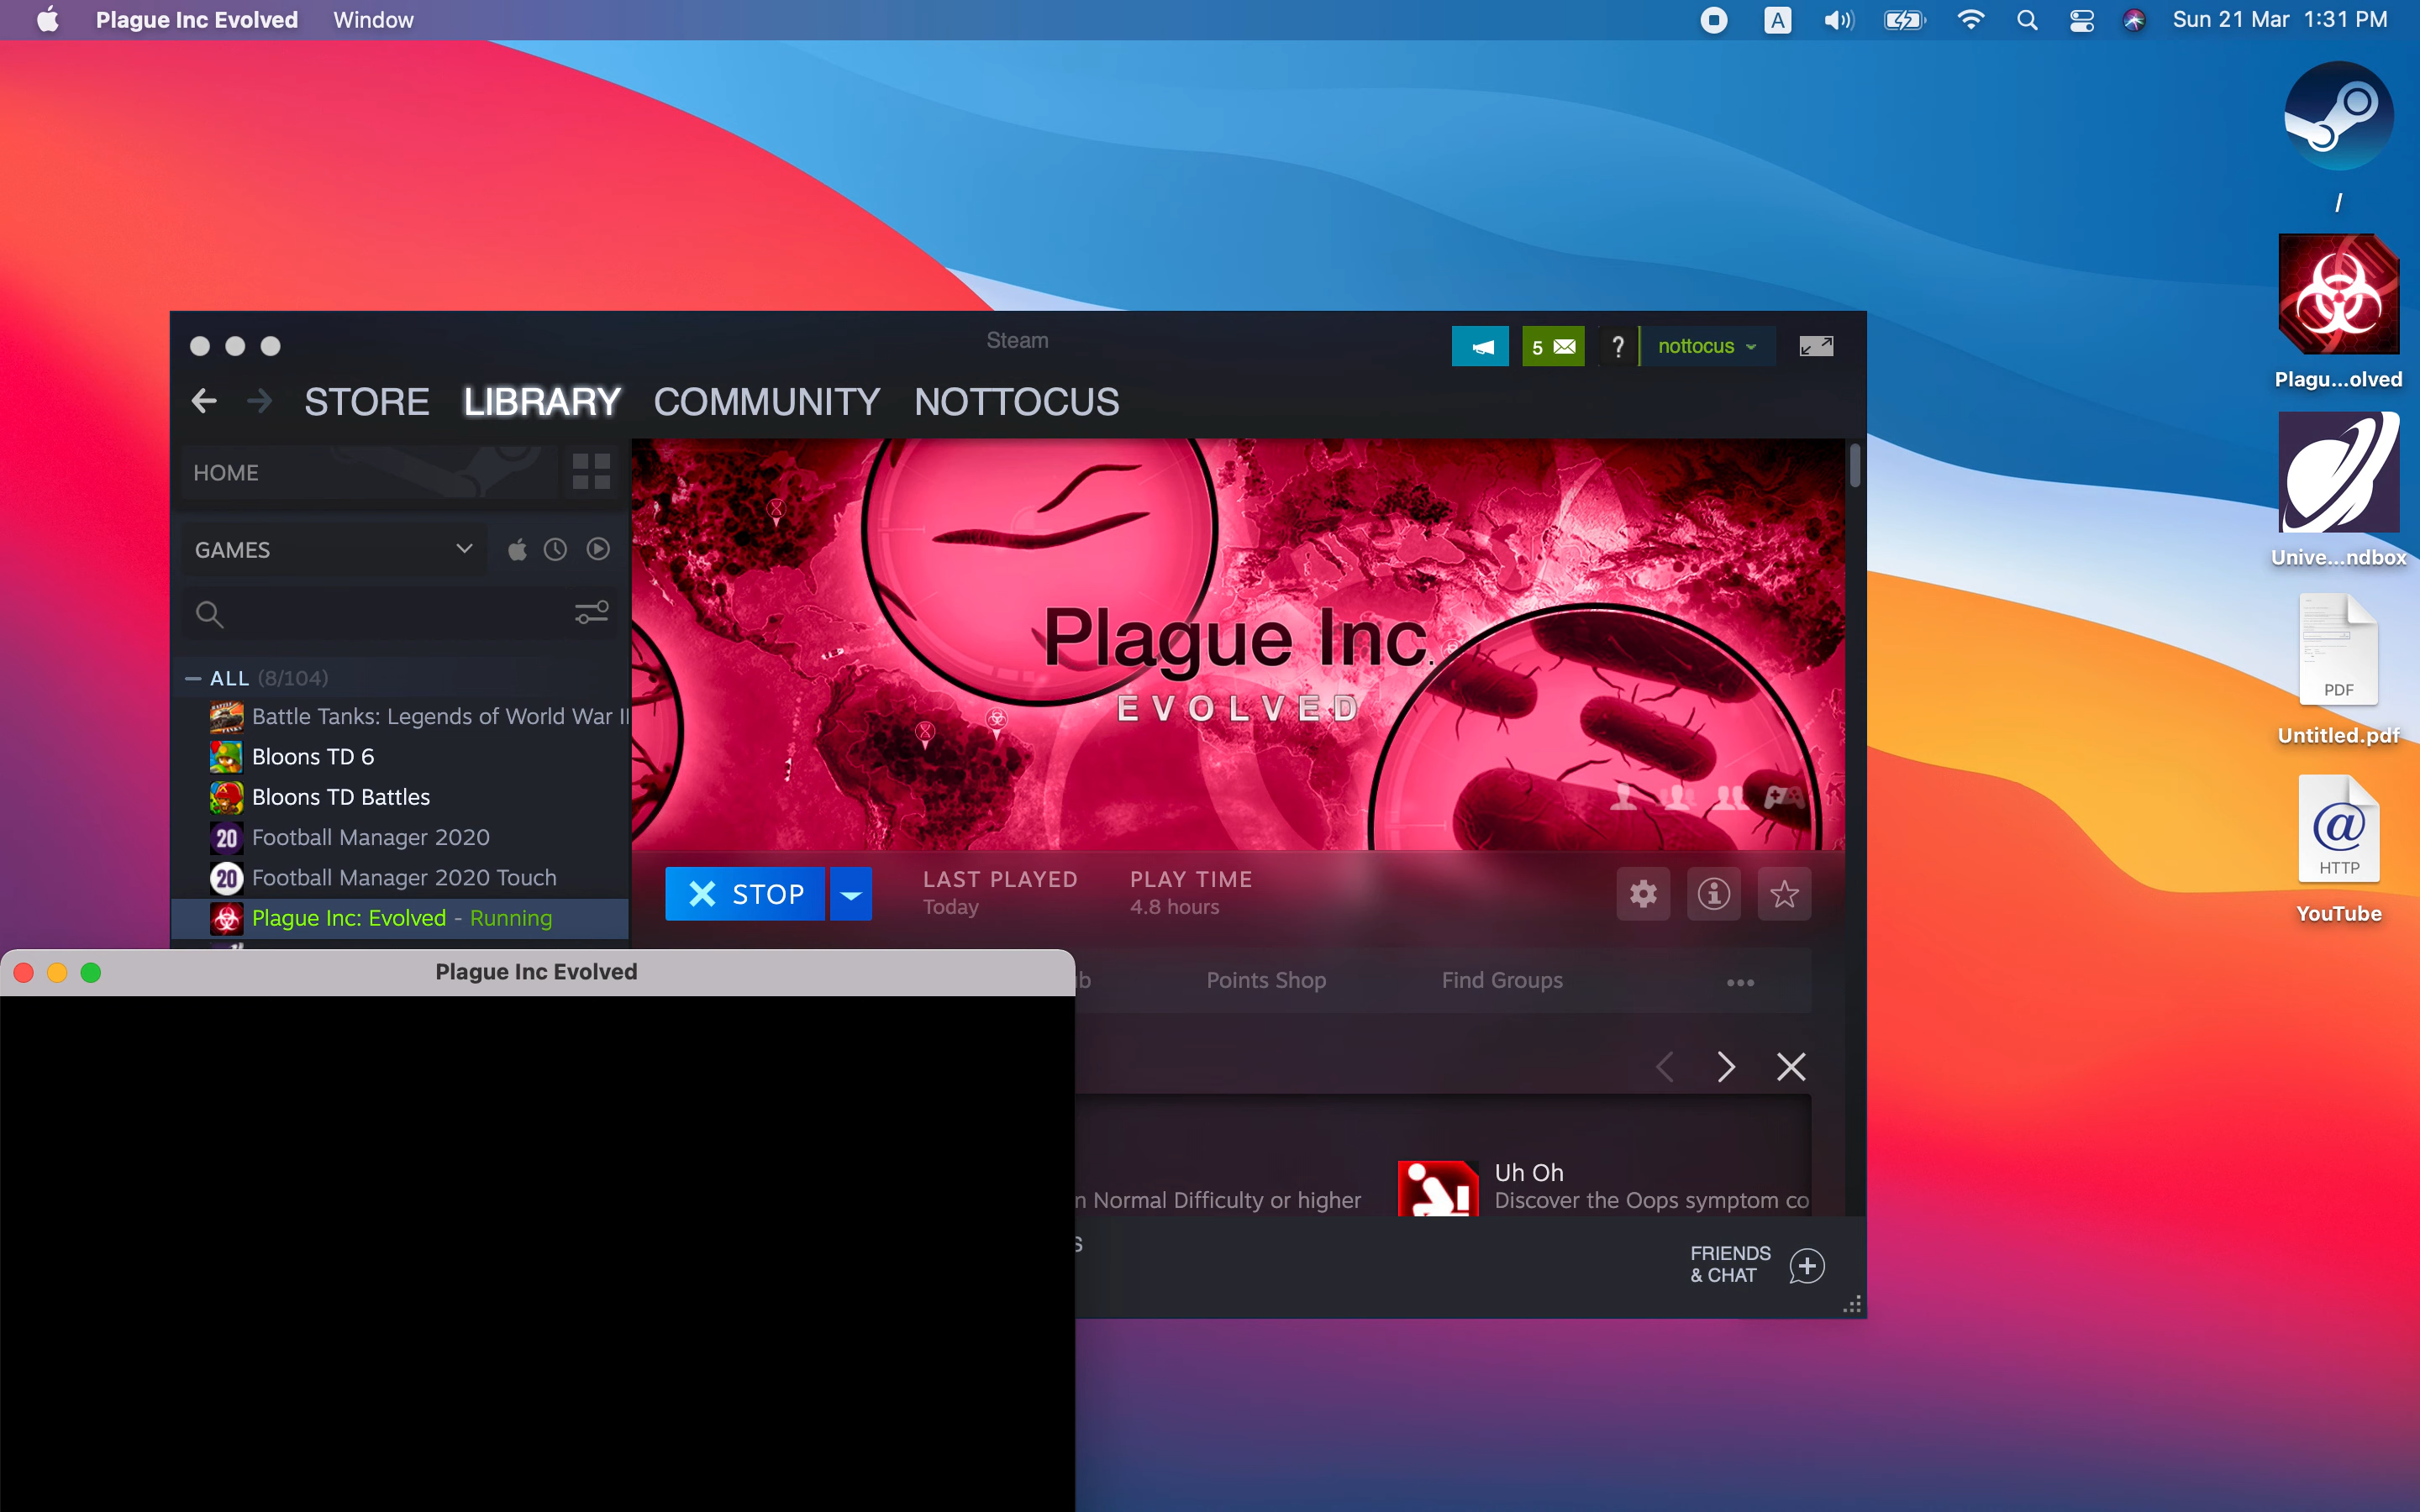 Plague Inc Evolved Window
A Sun 21 Mar 1:31 PM
/
Plagu...olved
Unive...ndbox
PDF
Untitled.pdf
@
HTTP
YouTube
Steam
5 ? nottocus
STORE LIBRARY COMMUNITY NOTTOCUS
HOME
GAMES
ALL (8/104)
Battle Tanks: Legends of World War II
Bloons TD 6
Bloons TD Battles
20 Football Manager 2020
20 Football Manager 2020 Touch
Plague Inc: Evolved - Running
Plague Inc.
EVOLVED
STOP
LAST PLAYED
Today
PLAY TIME
4.8 hours
Plague Inc Evolved
b Points Shop Find Groups
n Normal Difficulty or higher
Uh Oh
Discover the Oops symptom co
s
FRIENDS
& CHAT